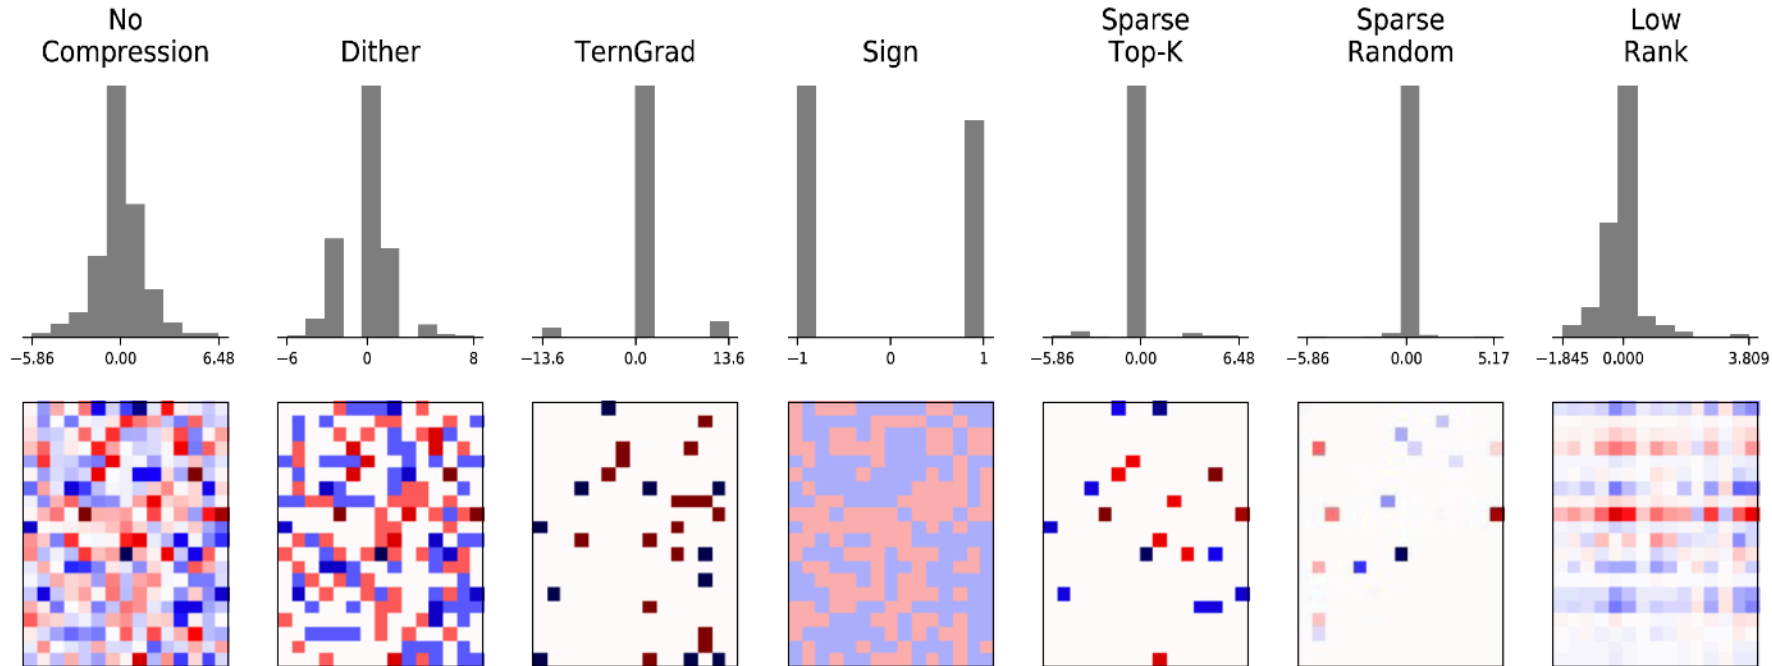 No
Compression
Dither
TernGrad
Sign
Sparse
Top-K
Sparse
Random
Low
Rank
−5.86 0.00 6.48
−6 0 8
−13.6 0.0 13.6
−1 0 1
−5.86 0.00 6.48
−5.86 0.00 5.17
−1.845 0.000 3.809